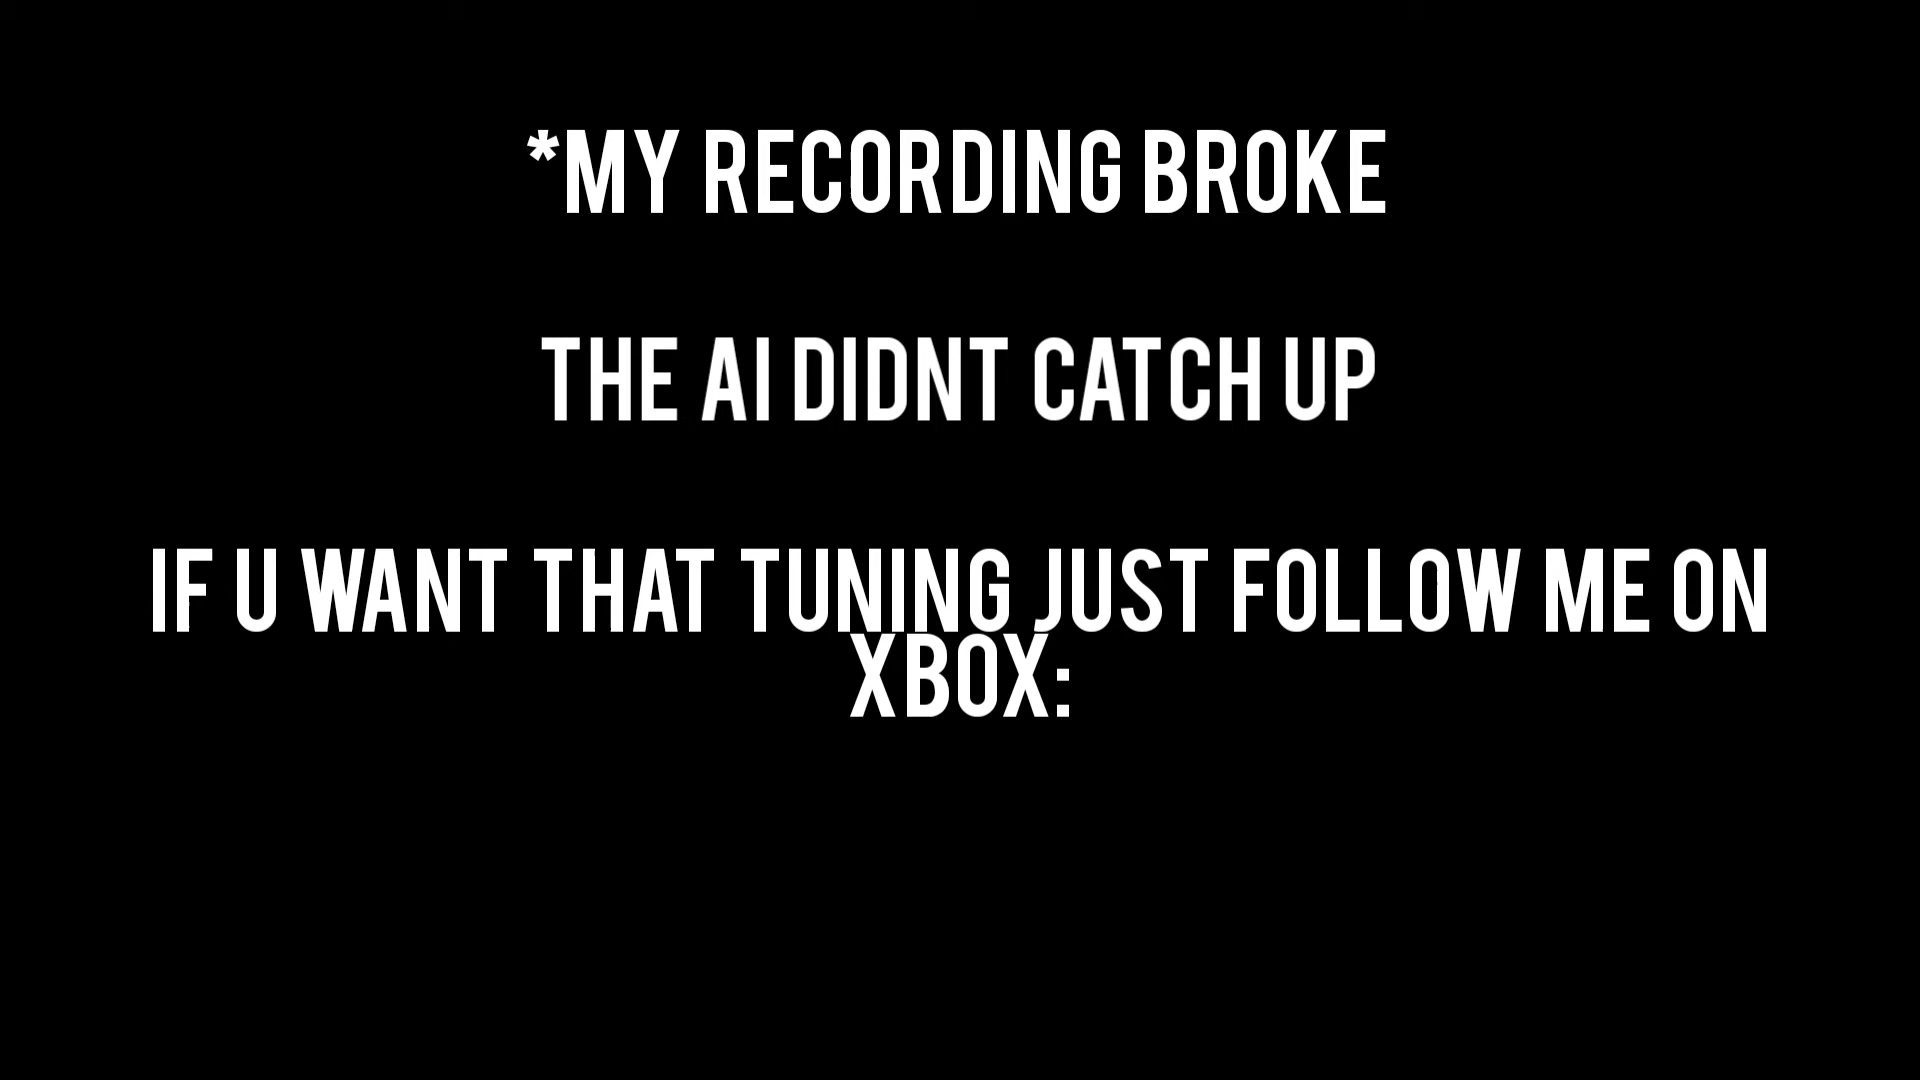 *MY RECORDING BROKE
THE AI DIDNT CATCH UP
IF U WANT THAT TUNING JUST FOLLOW ME ON
XBOX: